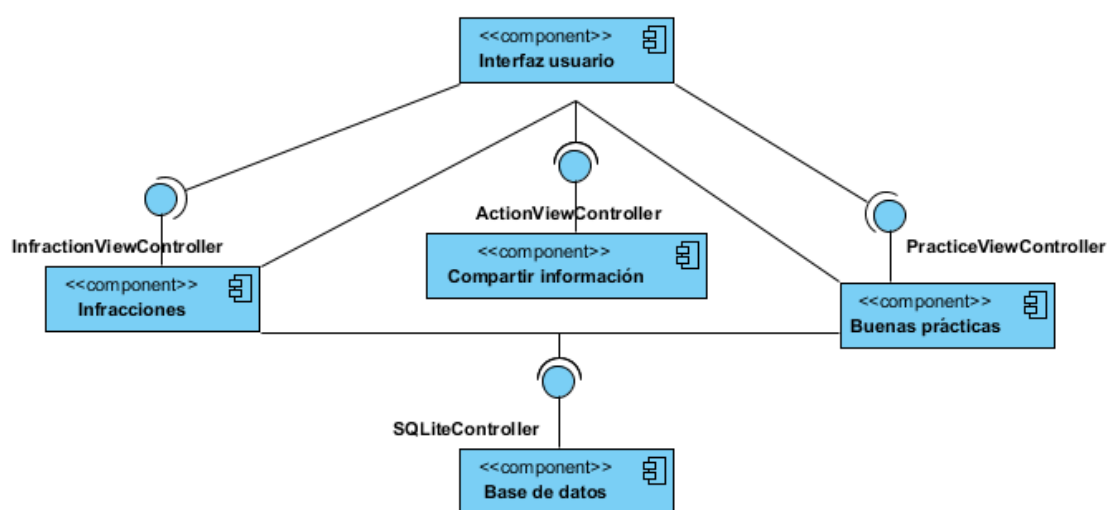 <<component>>
Interfaz usuario
ActionViewController
InfractionViewController
PracticeViewController
<<component>>
Compartir información
<<component>>
Infracciones
<<component>>
Buenas prácticas
SQLiteController
<<component>>
Base de datos